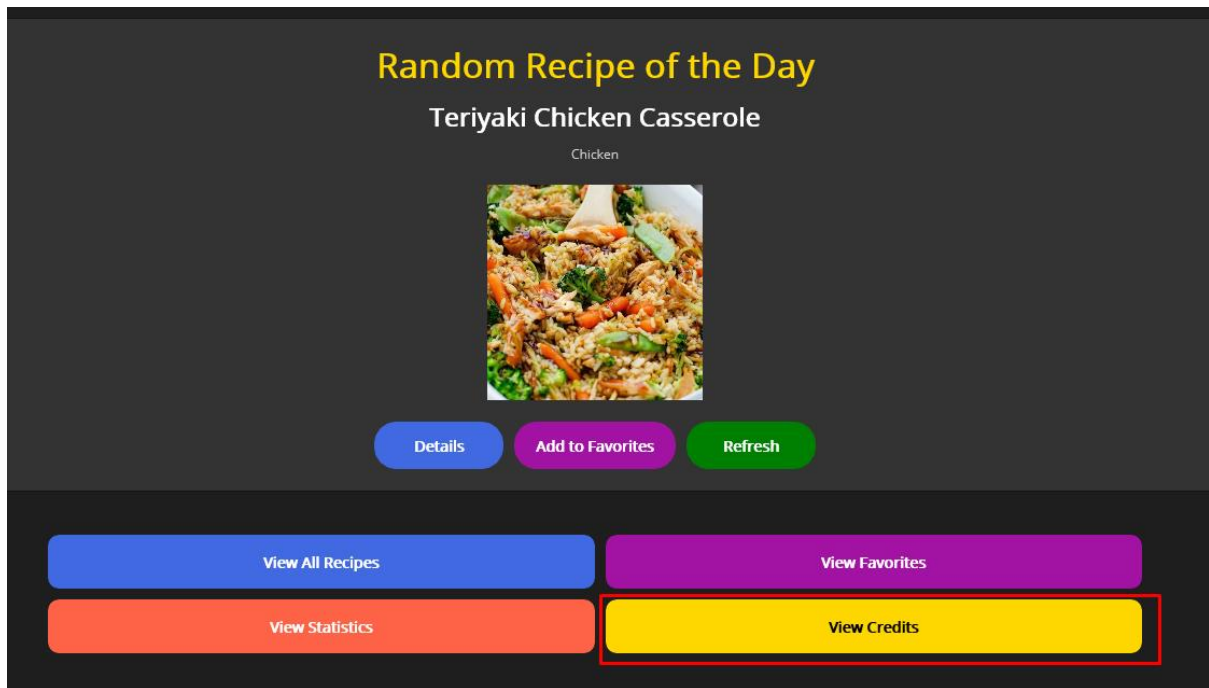 Random Recipe of the Day
Teriyaki Chicken Casserole
Chicken
Details Add to Favorites Refresh
View All Recipes View Favorites
View Statistics View Credits